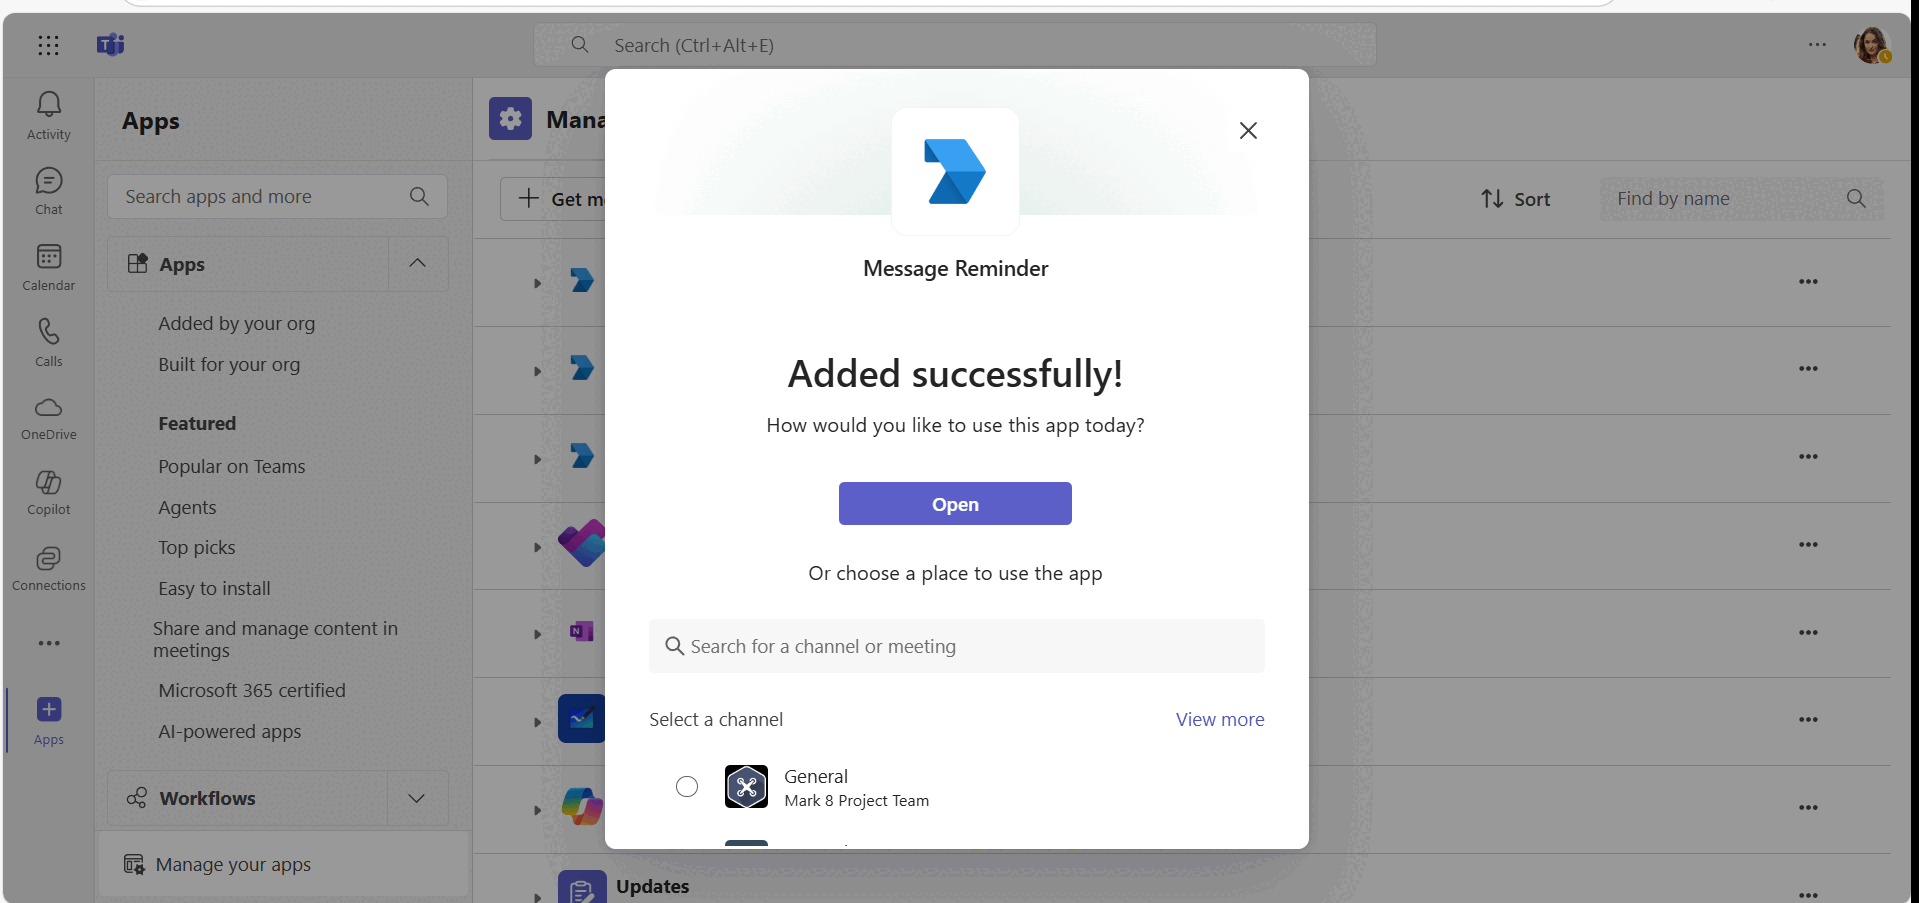 Search (Ctrl+Alt+E)
Activity
Chat
Calendar
Calls
OneDrive
Copilot
Connections
Apps
Apps
Search apps and more
Apps
Added by your org
Built for your org
Featured
Popular on Teams
Agents
Top picks
Easy to install
Share and manage content in
meetings
Microsoft 365 certified
AI-powered apps
Workflows
Manage your apps
Mana
Get m
Sort
Find by name
N
Updates
Message Reminder
Added successfully!
How would you like to use this app today?
Open
Or choose a place to use the app
Search for a channel or meeting
Select a channel
View more
General
Mark 8 Project Team